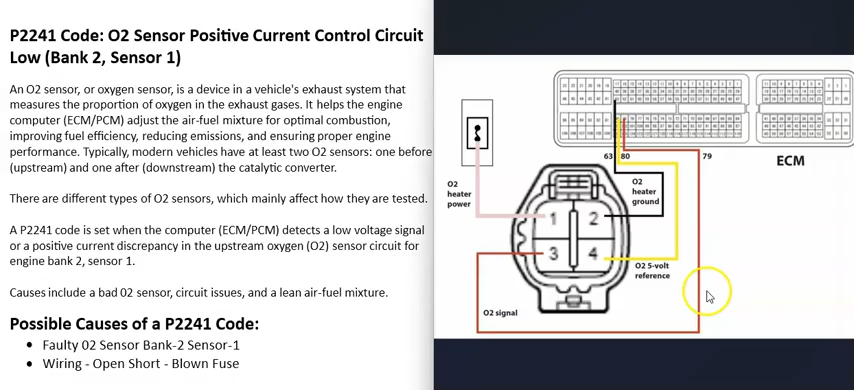 P2241 Code: O2 Sensor Positive Current Control Circuit
Low (Bank 2, Sensor 1)
An O2 sensor, or oxygen sensor, is a device in a vehicle's exhaust system that
measures the proportion of oxygen in the exhaust gases. It helps the engine
computer (ECM/PCM) adjust the air-fuel mixture for optimal combustion,
improving fuel efficiency, reducing emissions, and ensuring proper engine
performance. Typically, modern vehicles have at least two O2 sensors: one before
(upstream) and one after (downstream) the catalytic converter.
There are different types of O2 sensors, which mainly affect how they are tested.
A P2241 code is set when the computer (ECM/PCM) detects a low voltage signal
or a positive current discrepancy in the upstream oxygen (O2) sensor circuit for
engine bank 2, sensor 1.
Causes include a bad 02 sensor, circuit issues, and a lean air-fuel mixture.
Possible Causes of a P2241 Code:
• Faulty 02 Sensor Bank-2 Sensor-1
• Wiring - Open Short - Blown Fuse
63 80 79
ECM
O2
heater
power
O2
heater
ground
1 2
3 4
O2 5-volt
reference
O2 signal